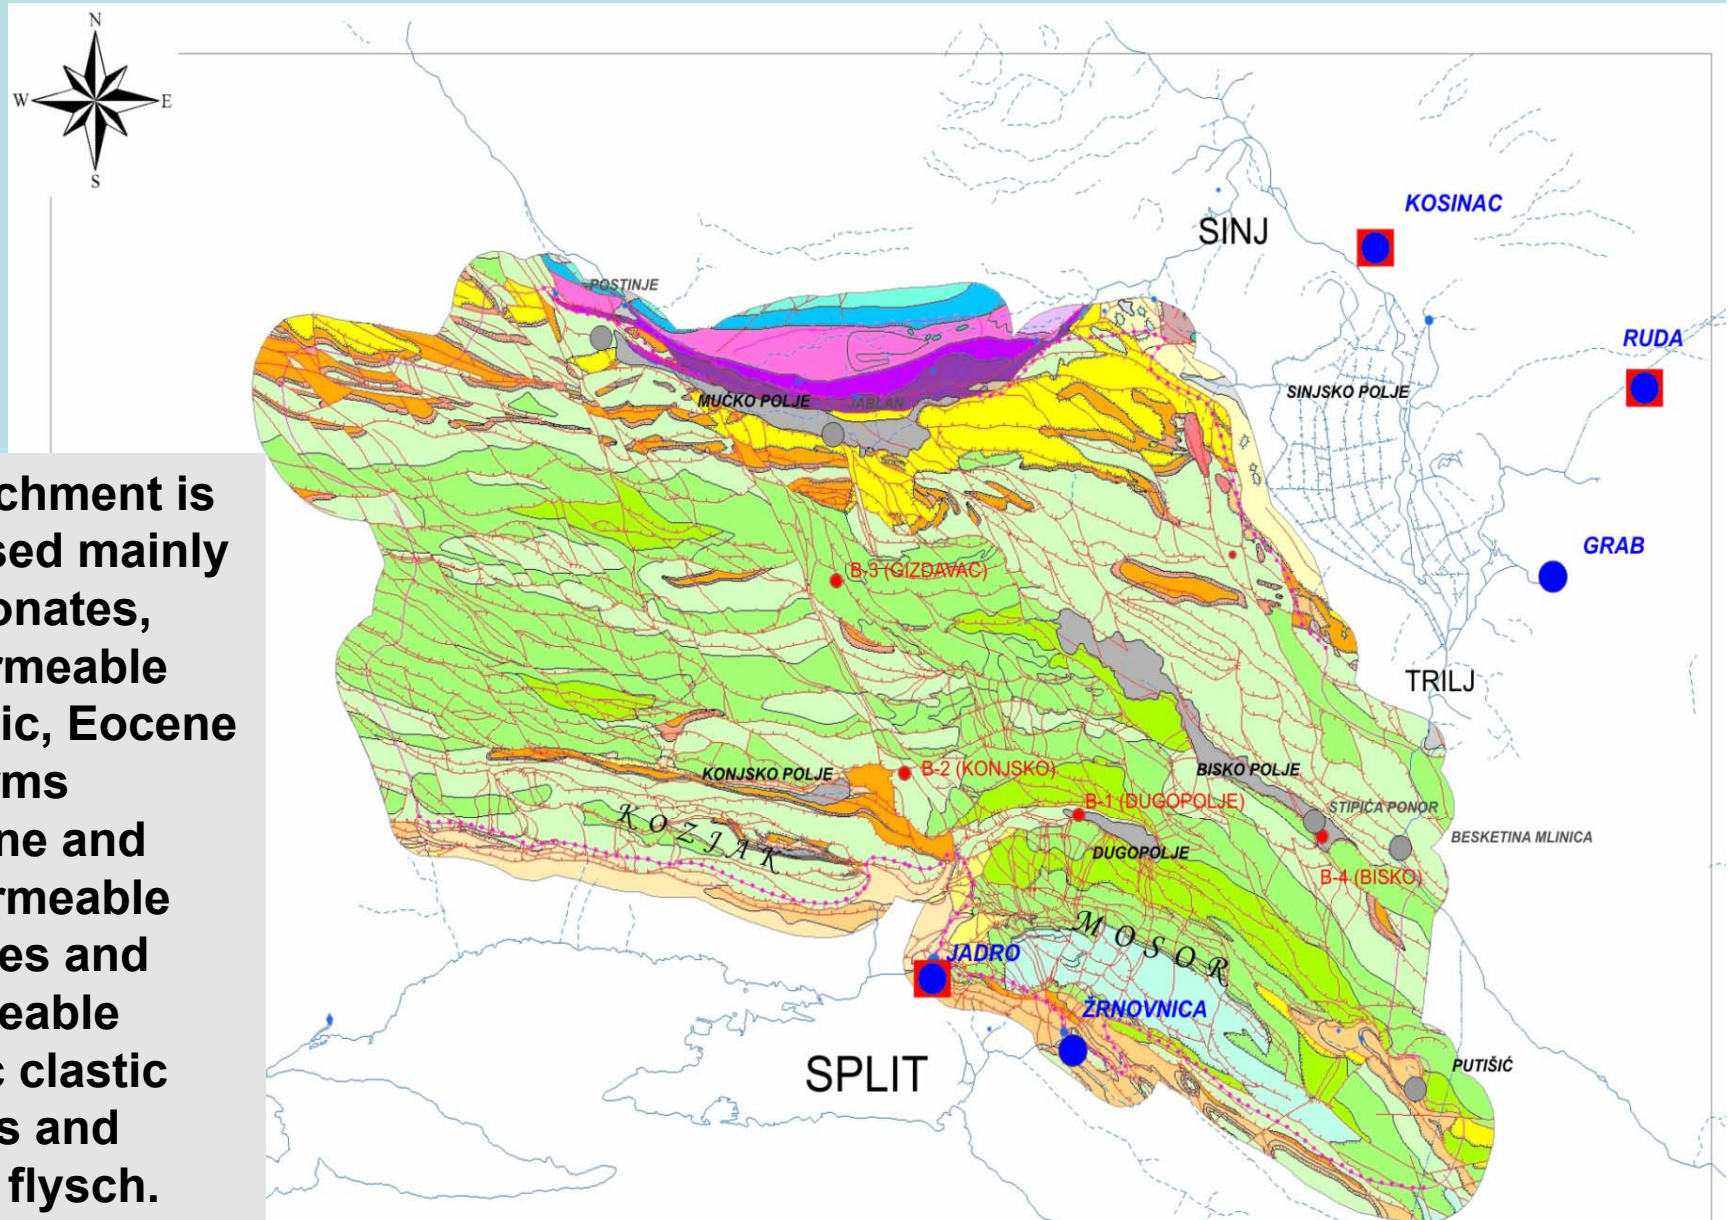 N
W
E
S
KOSINAC
SINJ
POSTINJE
RUDA
SINJSKO POLJE
MUĆKO POLJE
JABLAN
chment is
sed mainly
onates,
rmeable
ic, Eocene
rms
ne and
rmeable
es and
eable
c clastic
s and
flysch.
GRAB
B-3 (GIZDAVAC)
TRILJ
KONJSKO POLJE
B-2 (KONJSKO)
BISKO POLJE
B-1 (DUGOPOLJE)
STIPIĆA PONOR
KOZJAK
BESKETINA MLINICA
DUGOPOLJE
B-4 (BISKO)
MOSOR
JADRO
ŽRNOVNICA
SPLIT
PUTIŠIĆ